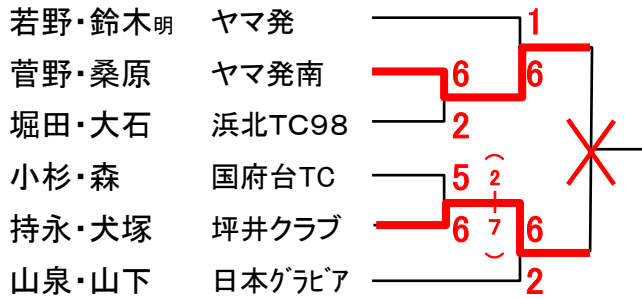 若野・鈴木明 ヤマ発 1
菅野・桑原 ヤマ発南 6 6
堀田・大石 浜北TC98 2
小杉・森 国府台TC 5 (2-7)
持永・犬塚 坪井クラブ 6 6
山泉・山下 日本グラビア 2